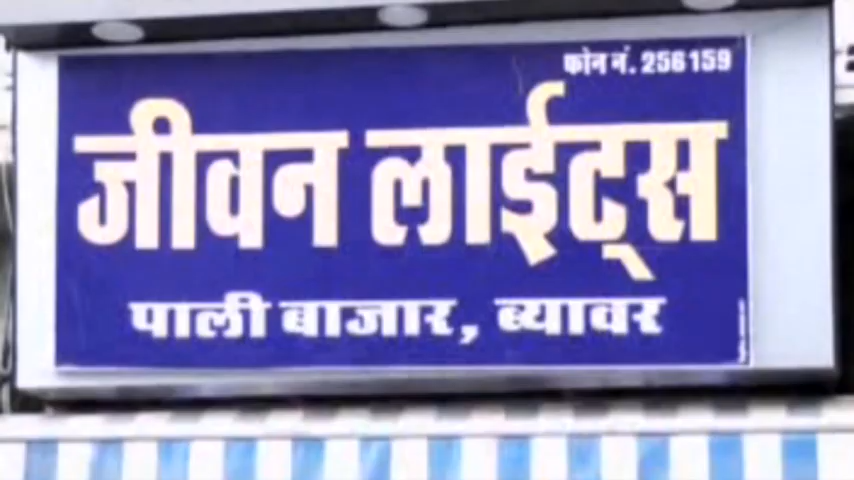 फोन नं. 256159
जीवन लाईट्स
पाली बाजार, ब्यावर